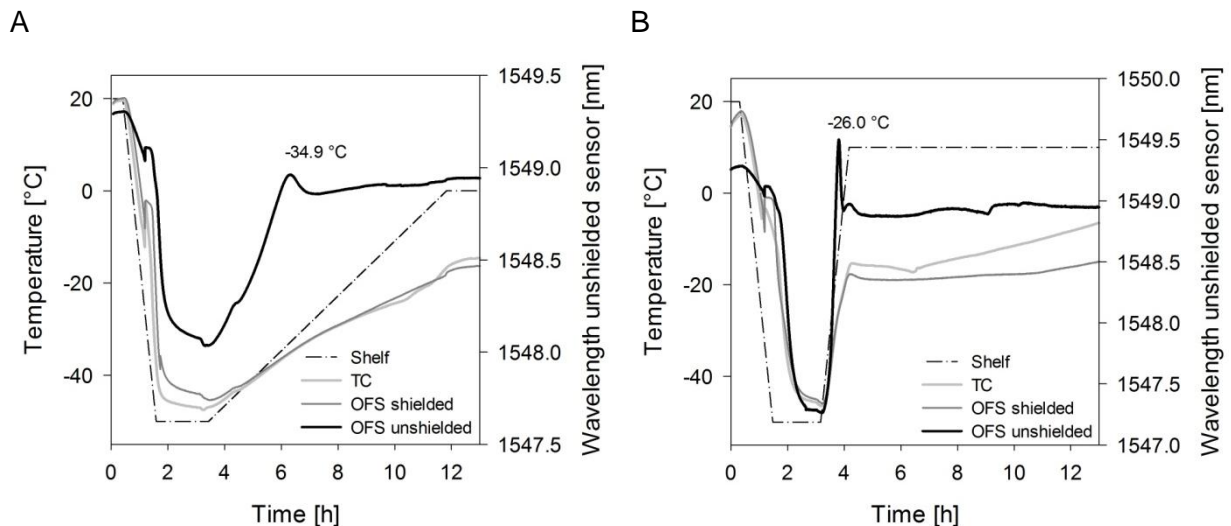 A
Temperature [°C]
20
0
-20
-40
1549.5
1549.0
1548.5
1548.0
1547.5
Wavelength unshielded sensor [nm]
-34.9 °C
Shelf
TC
OFS shielded
OFS unshielded
0 2 4 6 8 10 12
Time [h]
B
Temperature [°C]
20
0
-20
-40
1550.0
1549.5
1549.0
1548.5
1548.0
1547.5
1547.0
Wavelength unshielded sensor [nm]
-26.0 °C
Shelf
TC
OFS shielded
OFS unshielded
0 2 4 6 8 10 12
Time [h]